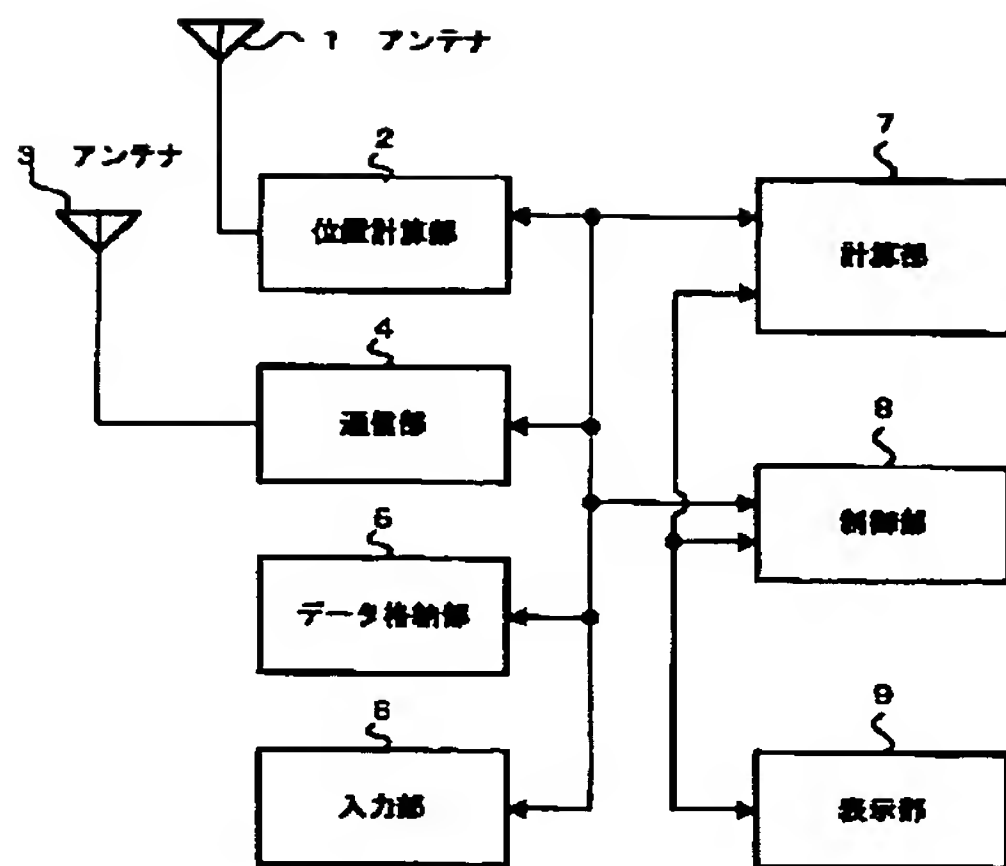 1 アンテナ
3 アンテナ
2
位置計算部
7
計算部
4
通信部
8
制御部
5
データ格納部
6
入力部
9
表示部